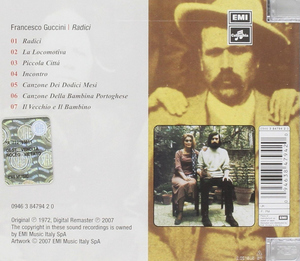 Francesco Guccini | Radici
01 Radici
02 La Locomotiva
03 Piccola Città
04 Incontro
05 Canzone Dei Dodici Mesi
06 Canzone Della Bambina Portoghese
07 Il Vecchio e Il Bambino
EMI
0946 3 84794 2 0
Original © 1972, Digital Remaster ℗ 2007
The copyright in these sound recordings is owned
by EMI Music Italy SpA
Artwork © 2007 EMI Music Italy SpA